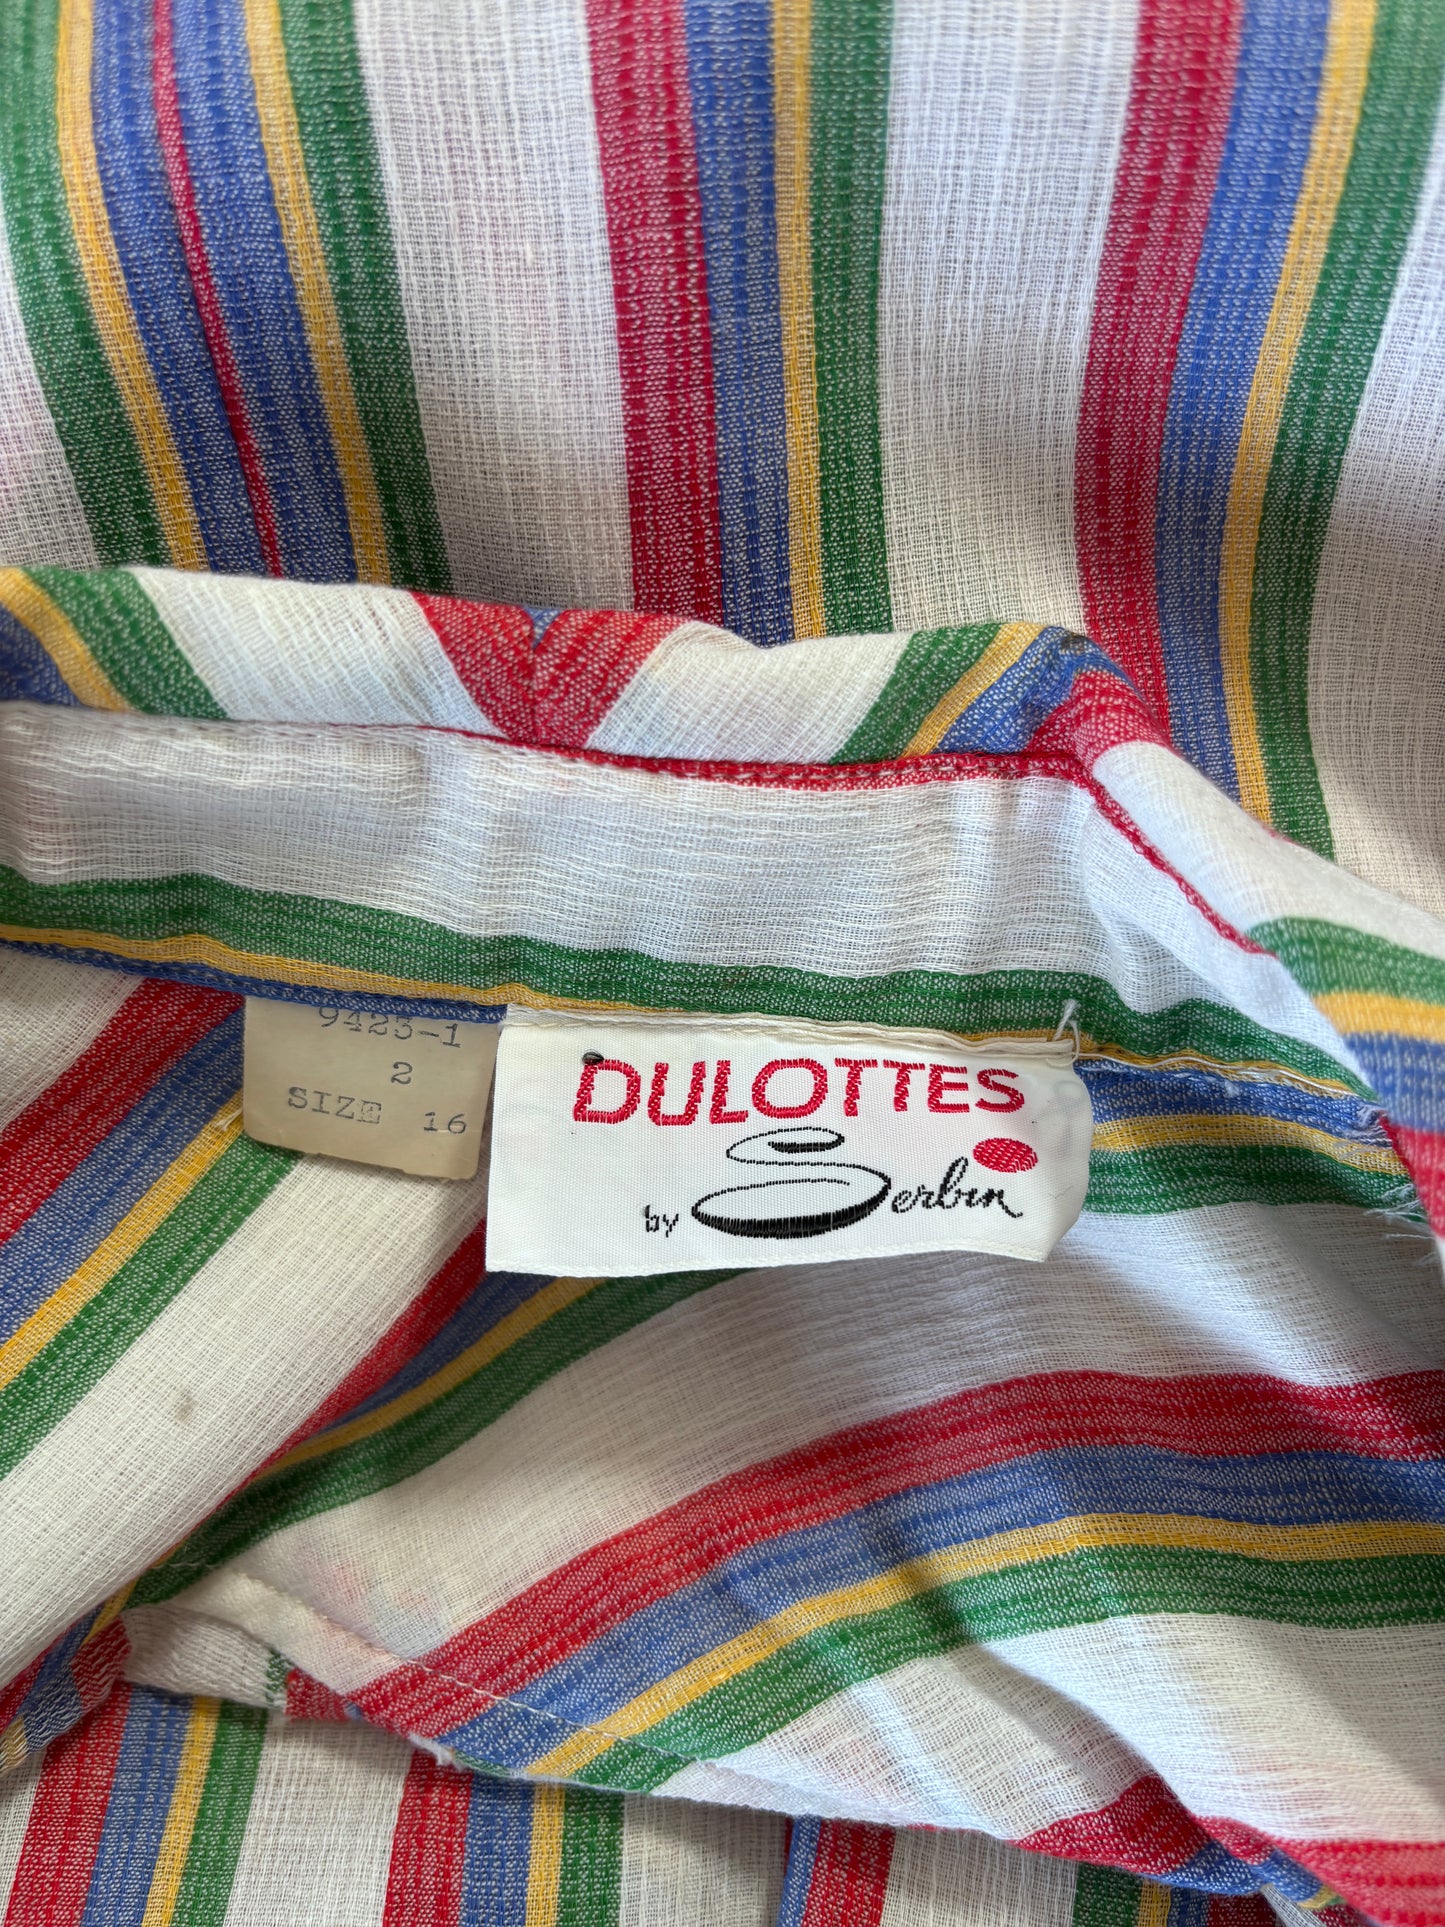 9423-1
2
SIZE 16
DULOTTES
by Serbin